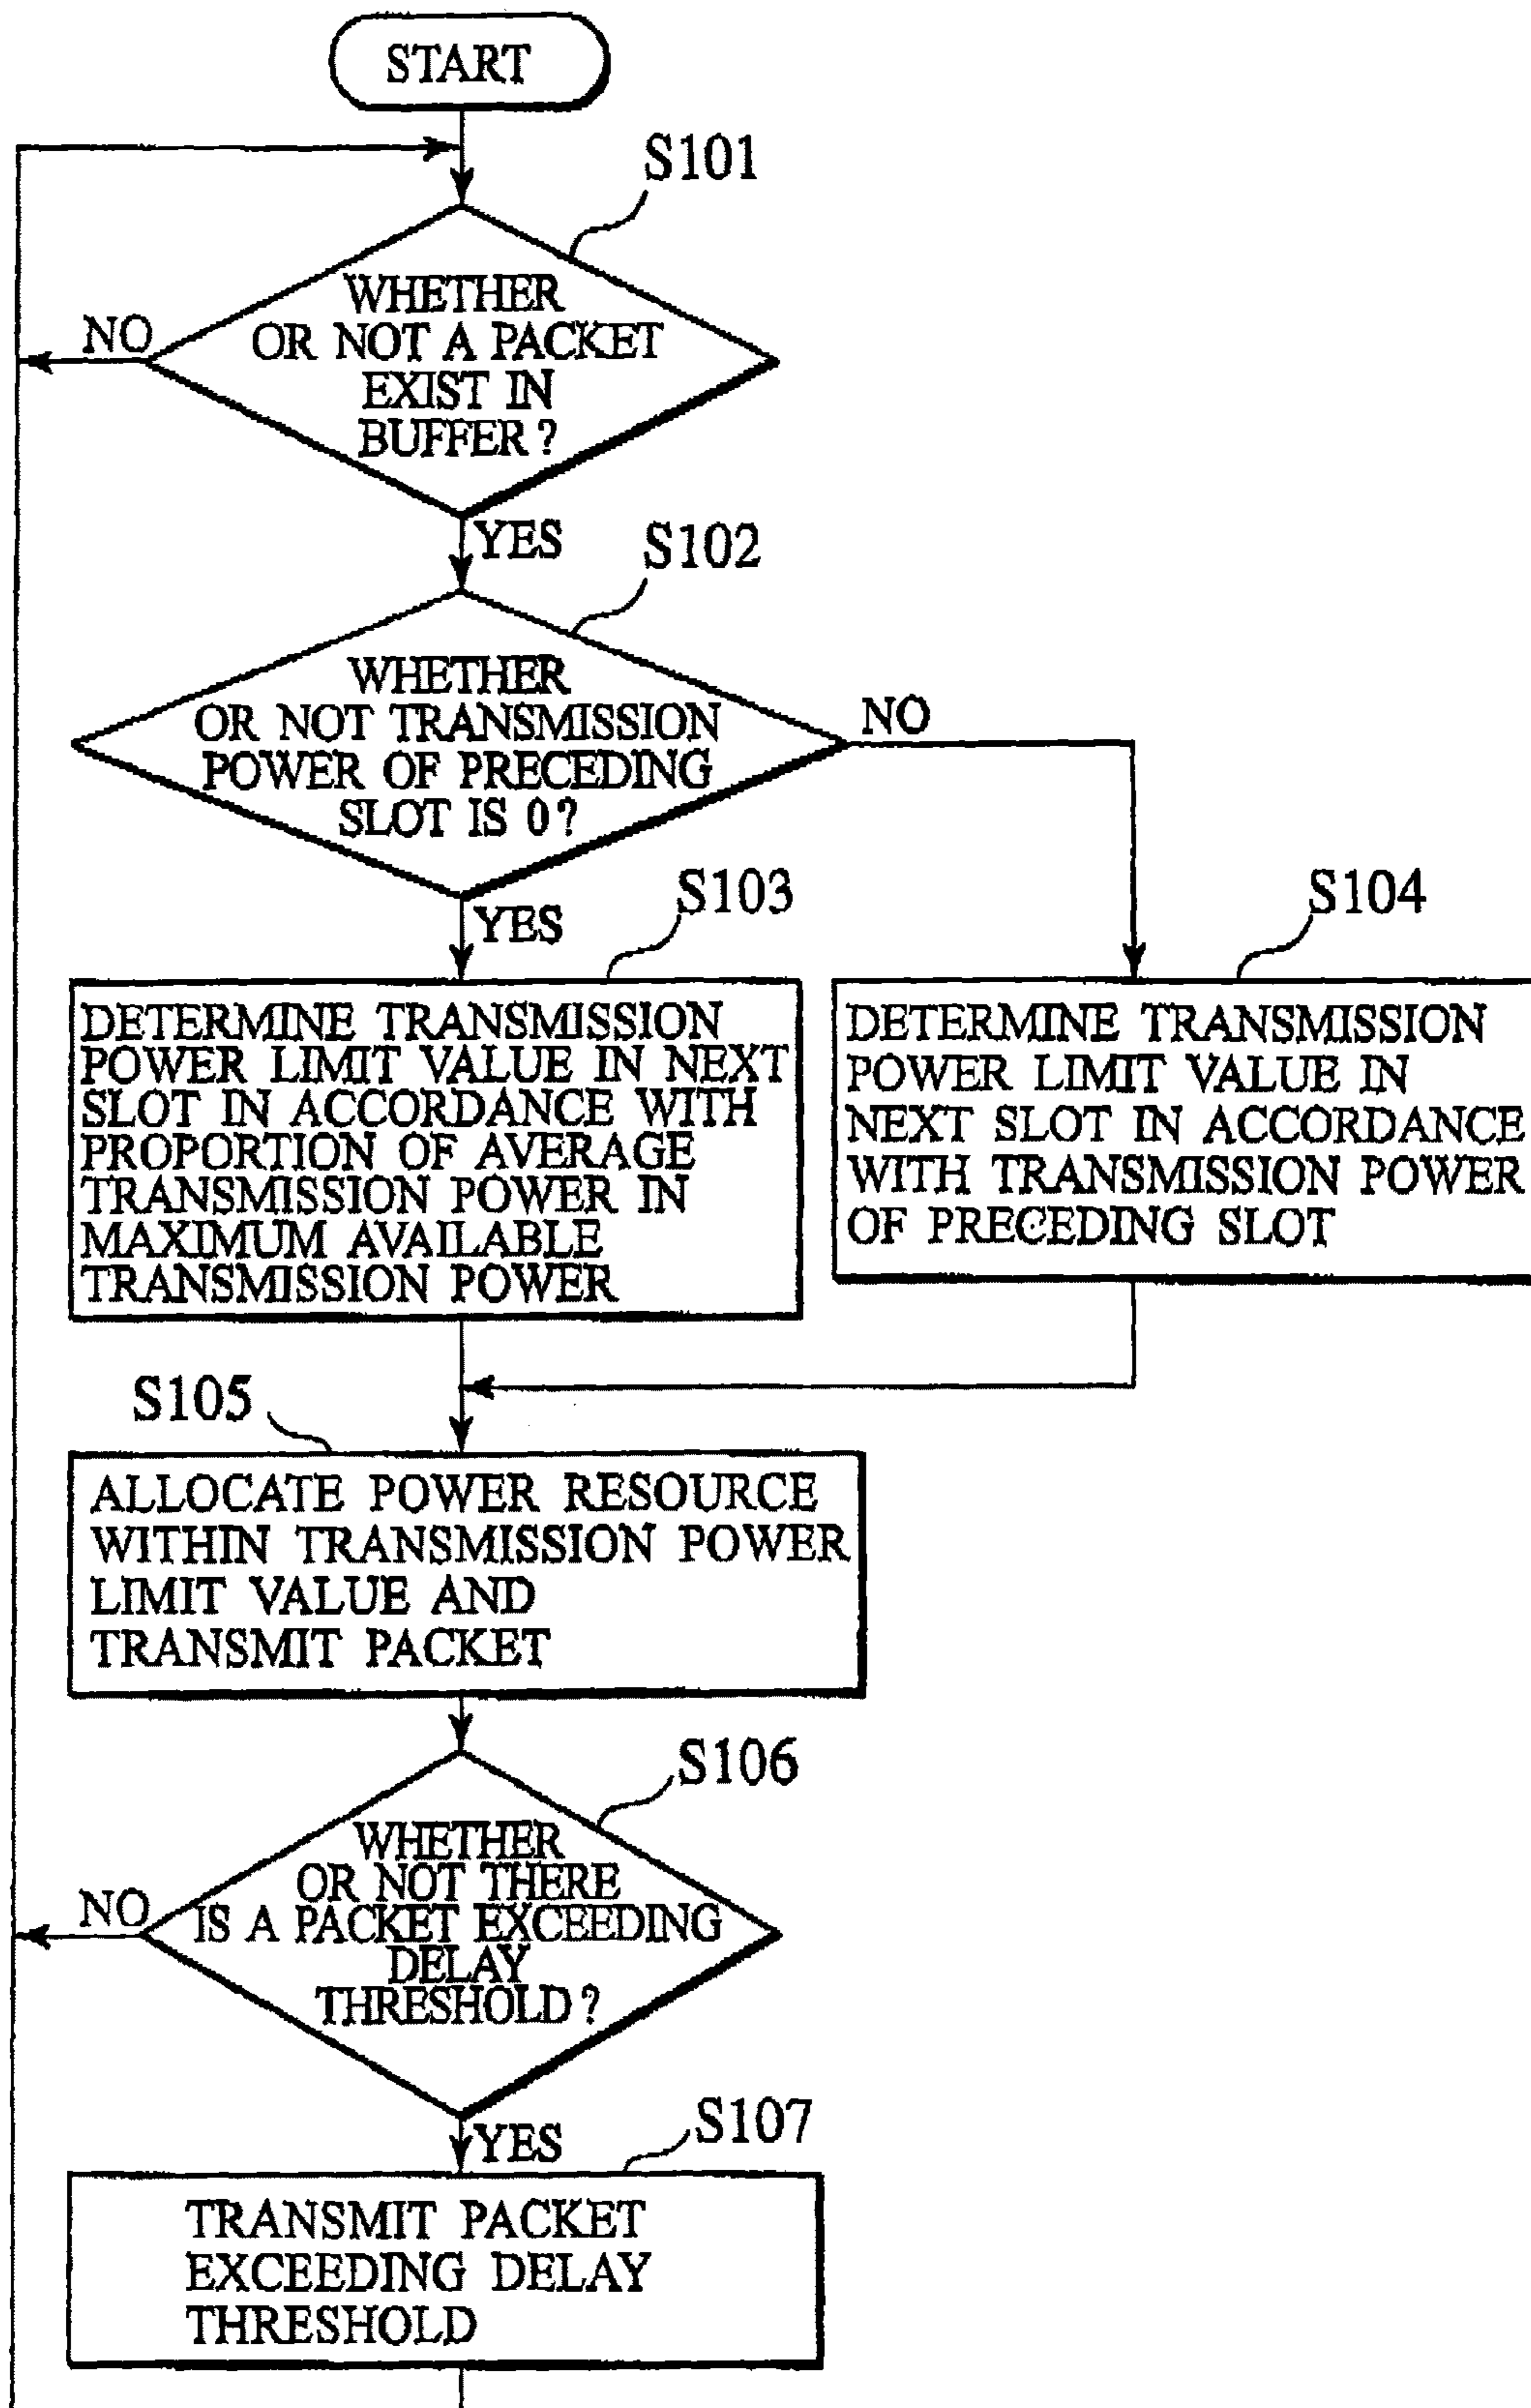 START
S101
WHETHER
OR NOT A PACKET
EXIST IN
BUFFER?
NO
YES
S102
WHETHER
OR NOT TRANSMISSION
POWER OF PRECEDING
SLOT IS 0?
NO
YES
S103
DETERMINE TRANSMISSION
POWER LIMIT VALUE IN NEXT
SLOT IN ACCORDANCE WITH
PROPORTION OF AVERAGE
TRANSMISSION POWER IN
MAXIMUM AVAILABLE
TRANSMISSION POWER
S104
DETERMINE TRANSMISSION
POWER LIMIT VALUE IN
NEXT SLOT IN ACCORDANCE
WITH TRANSMISSION POWER
OF PRECEDING SLOT
S105
ALLOCATE POWER RESOURCE
WITHIN TRANSMISSION POWER
LIMIT VALUE AND
TRANSMIT PACKET
S106
WHETHER
OR NOT THERE
IS A PACKET EXCEEDING
DELAY
THRESHOLD?
NO
YES
S107
TRANSMIT PACKET
EXCEEDING DELAY
THRESHOLD